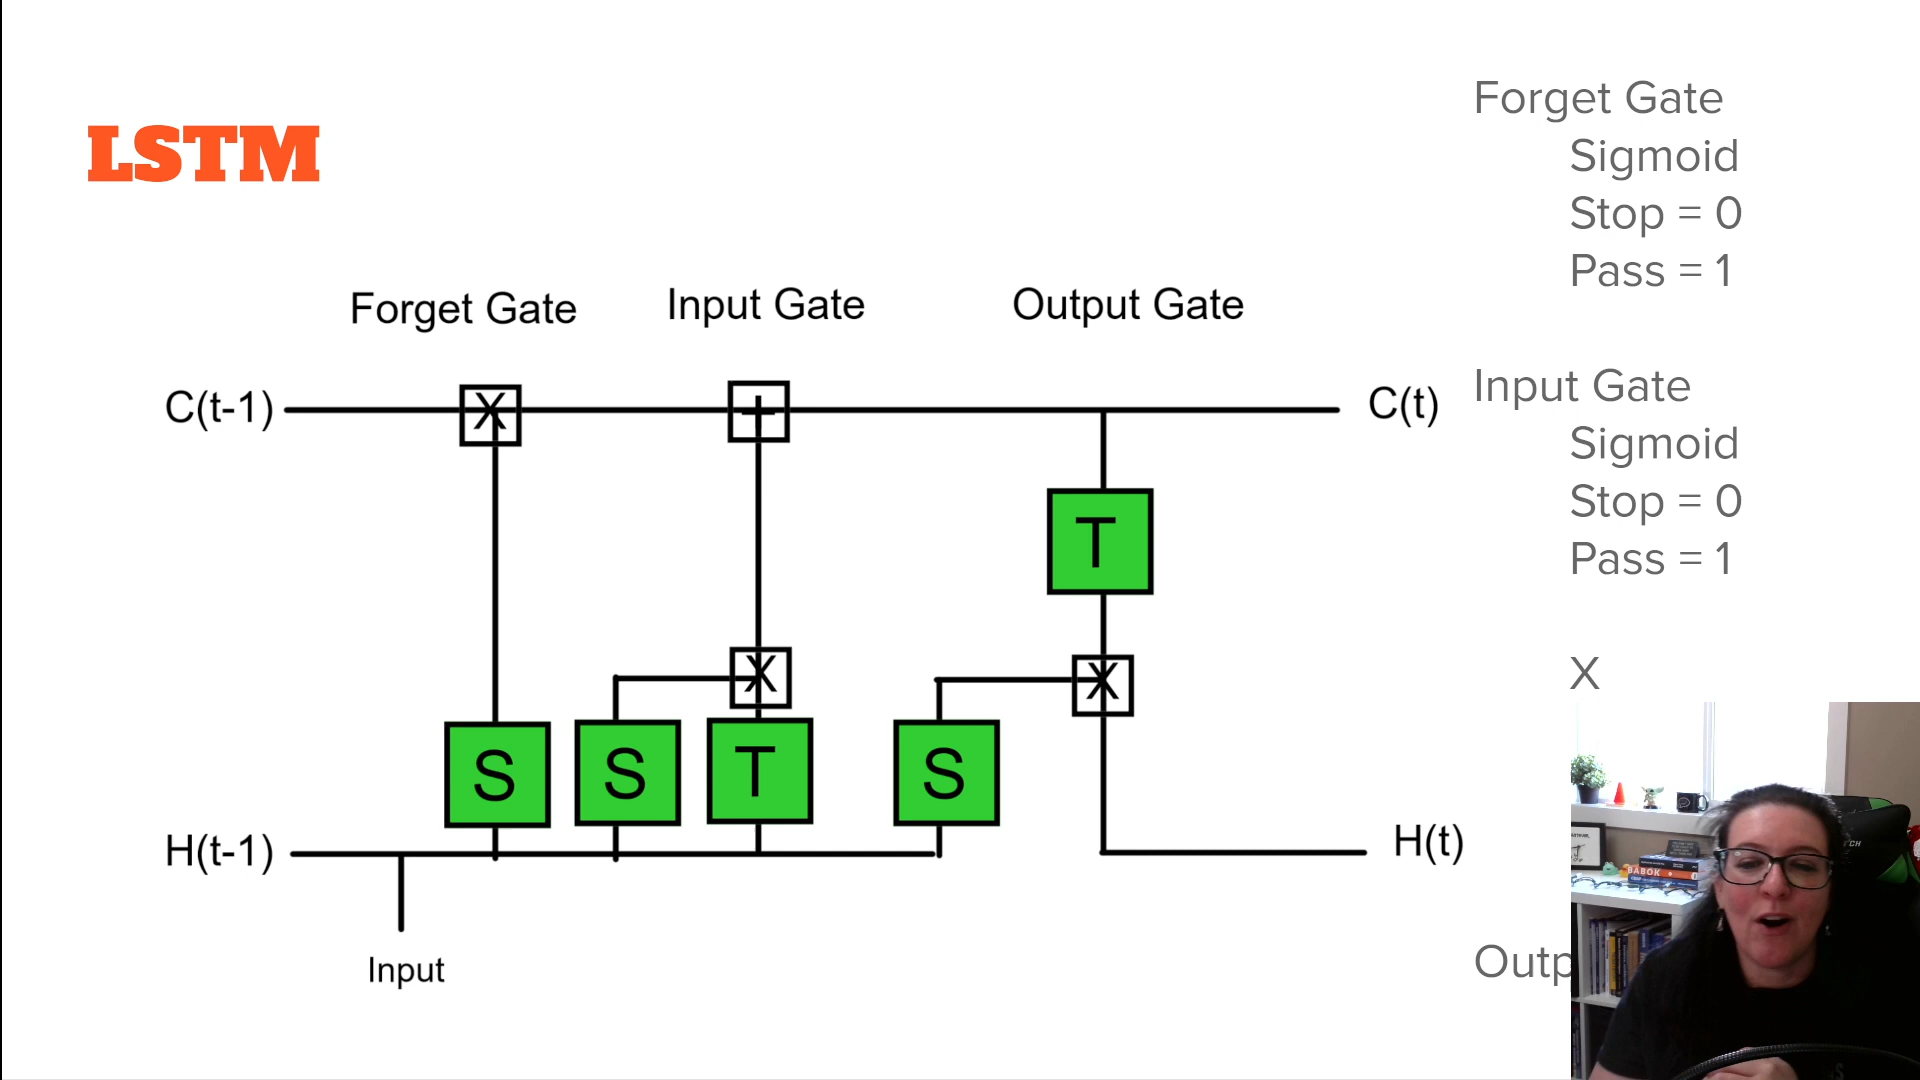 LSTM
Forget Gate
Input Gate
Output Gate
C(t-1)
X
+
C(t)
T
X
X
S
S
T
S
H(t-1)
H(t)
Input
Forget Gate
Sigmoid
Stop = 0
Pass = 1
Input Gate
Sigmoid
Stop = 0
Pass = 1
X
BABOK